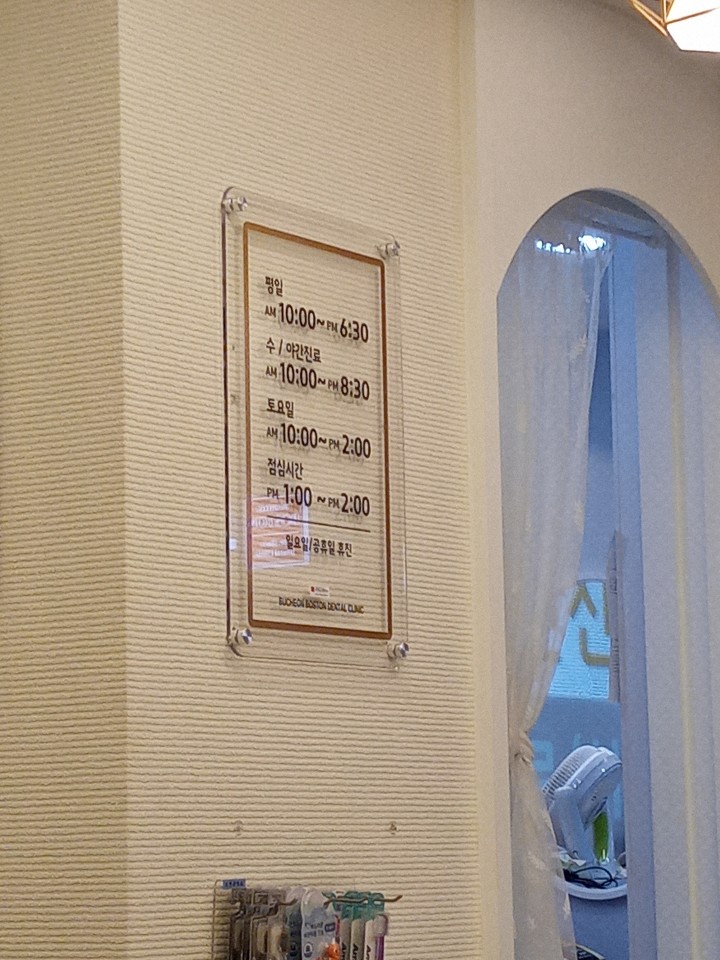 평일
AM 10:00~ PM 6:30
수 / 야간진료
AM 10:00~ PM 8:30
토요일
AM 10:00~ PM 2:00
점심시간
PM 1:00 ~ PM 2:00
일요일/공휴일 휴진
BUCHEON BOSTON DENTAL CLINIC